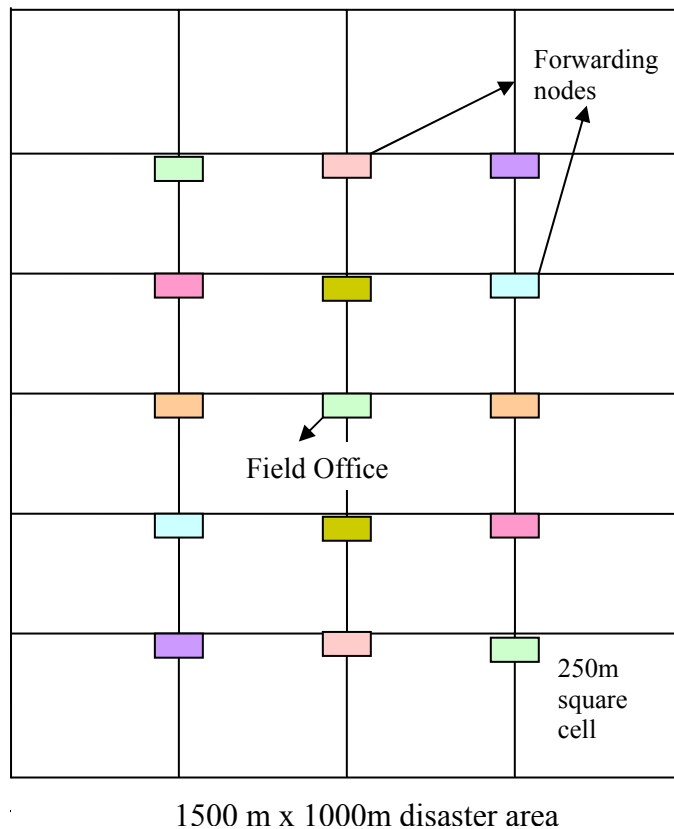 Forwarding
nodes
Field Office
250m
square
cell
1500 m x 1000m disaster area